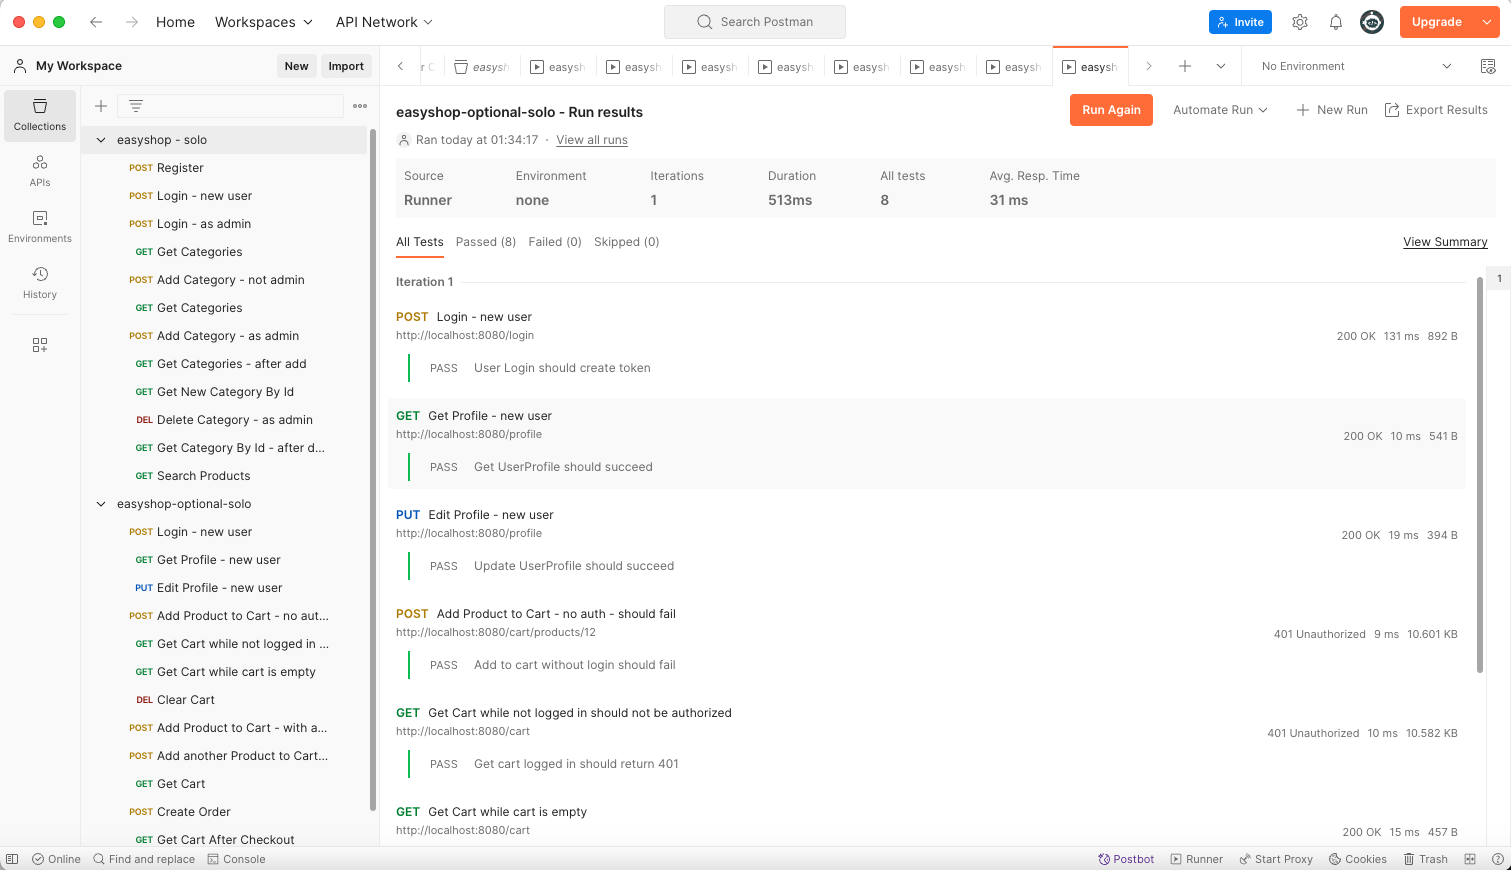 Home Workspaces API Network Search Postman Invite Upgrade
My Workspace New Import
r C easysh easysh easysh easysh easysh easysh easysh easysh easysh No Environment
Collections
APIs
Environments
History
easyshop - solo
POST Register
POST Login - new user
POST Login - as admin
GET Get Categories
POST Add Category - not admin
GET Get Categories
POST Add Category - as admin
GET Get Categories - after add
GET Get New Category By Id
DEL Delete Category - as admin
GET Get Category By Id - after d...
GET Search Products
easyshop-optional-solo
POST Login - new user
GET Get Profile - new user
PUT Edit Profile - new user
POST Add Product to Cart - no aut...
GET Get Cart while not logged in ...
GET Get Cart while cart is empty
DEL Clear Cart
POST Add Product to Cart - with a...
POST Add another Product to Cart...
GET Get Cart
POST Create Order
GET Get Cart After Checkout
easyshop-optional-solo - Run results
Run Again Automate Run New Run Export Results
Ran today at 01:34:17 · View all runs
Source Environment Iterations Duration All tests Avg. Resp. Time
Runner none 1 513ms 8 31 ms
All Tests Passed (8) Failed (0) Skipped (0) View Summary
Iteration 1
1
POST Login - new user
http://localhost:8080/login
200 OK 131 ms 892 B
PASS User Login should create token
GET Get Profile - new user
http://localhost:8080/profile
200 OK 10 ms 541 B
PASS Get UserProfile should succeed
PUT Edit Profile - new user
http://localhost:8080/profile
200 OK 19 ms 394 B
PASS Update UserProfile should succeed
POST Add Product to Cart - no auth - should fail
http://localhost:8080/cart/products/12
401 Unauthorized 9 ms 10.601 KB
PASS Add to cart without login should fail
GET Get Cart while not logged in should not be authorized
http://localhost:8080/cart
401 Unauthorized 10 ms 10.582 KB
PASS Get cart logged in should return 401
GET Get Cart while cart is empty
http://localhost:8080/cart
200 OK 15 ms 457 B
Online Find and replace Console Postbot Runner Start Proxy Cookies Trash